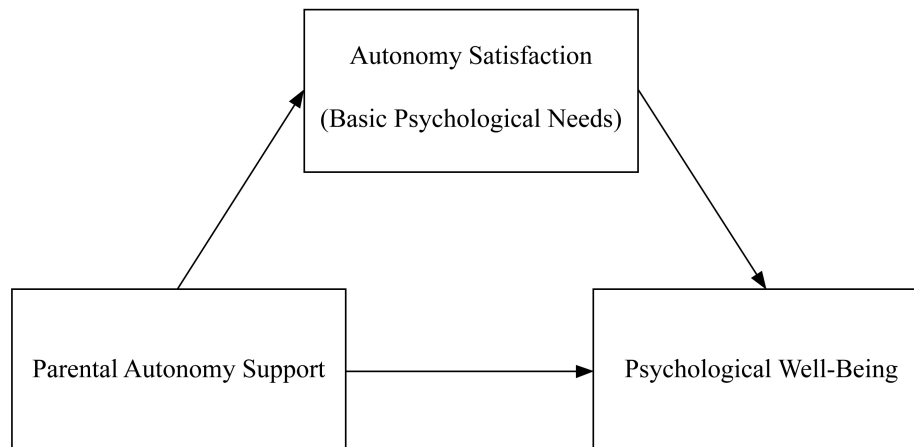 Autonomy Satisfaction
(Basic Psychological Needs)
Parental Autonomy Support
Psychological Well-Being